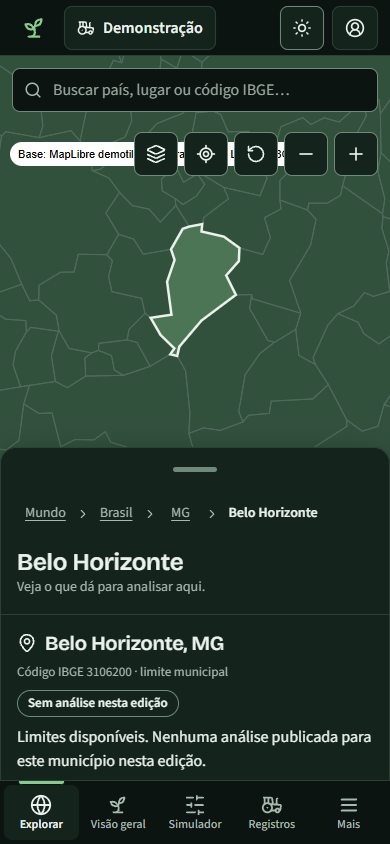 Demonstração
Buscar país, lugar ou código IBGE...
Base: MapLibre
Mundo > Brasil > MG > Belo Horizonte
Belo Horizonte
Veja o que dá para analisar aqui.
Belo Horizonte, MG
Código IBGE 3106200 · limite municipal
Sem análise nesta edição
Limites disponíveis. Nenhuma análise publicada para
este município nesta edição.
Explorar
Visão geral
Simulador
Registros
Mais